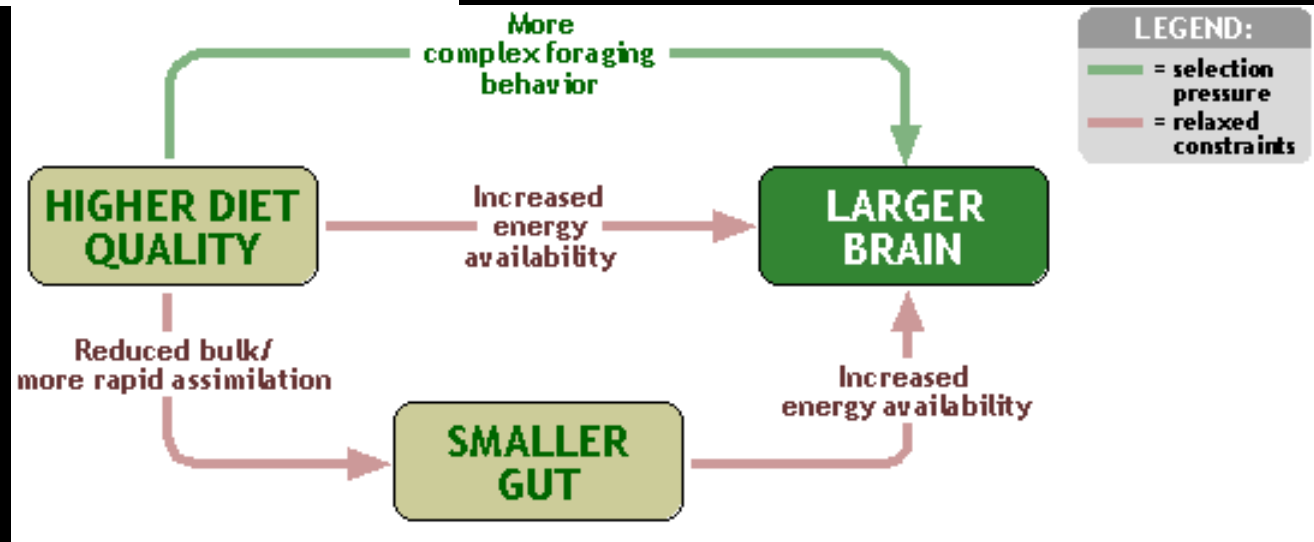 More
complex foraging
behavior
LEGEND:
= selection
pressure
= relaxed
constraints
HIGHER DIET
QUALITY
Increased
energy
availability
LARGER
BRAIN
Reduced bulk/
more rapid assimilation
Increased
energy availability
SMALLER
GUT